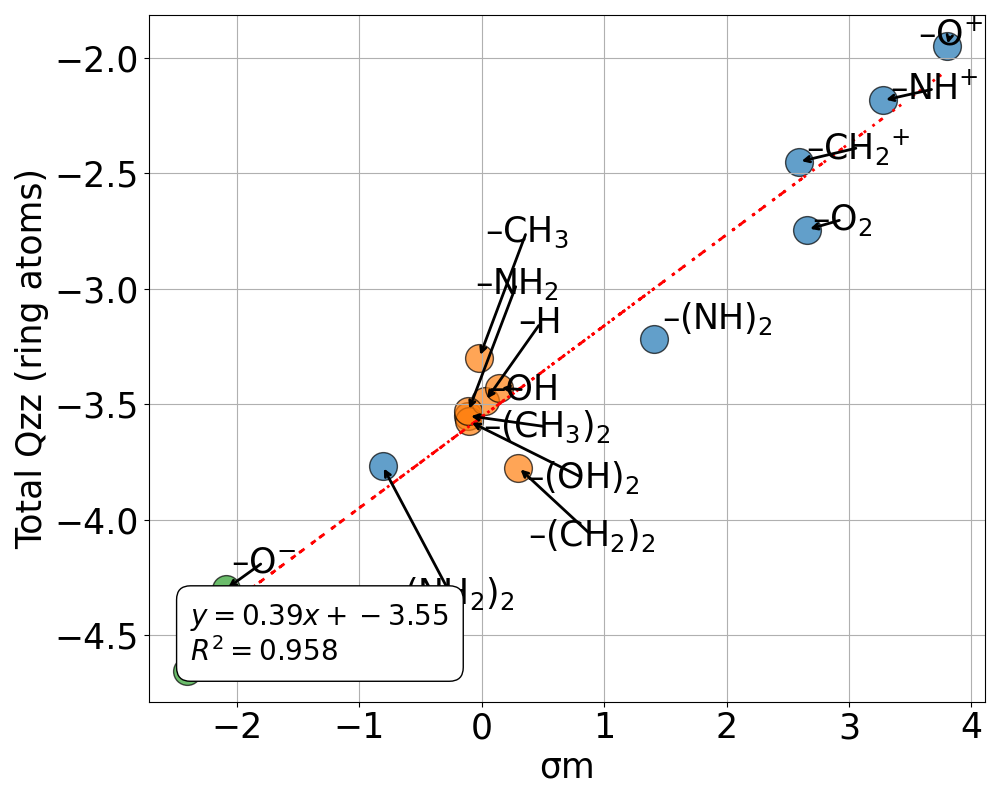 –O⁺
–NH⁺
–CH₂⁺
–O₂
–CH₃
–NH₂
–(NH)₂
–H
–OH
–(CH₃)₂
–(OH)₂
–(CH₂)₂
–O⁻
(NH₂)₂
y = 0.39x + −3.55
R² = 0.958
−2.0
−2.5
−3.0
−3.5
−4.0
−4.5
Total Qzz (ring atoms)
−2 −1 0 1 2 3 4
σm